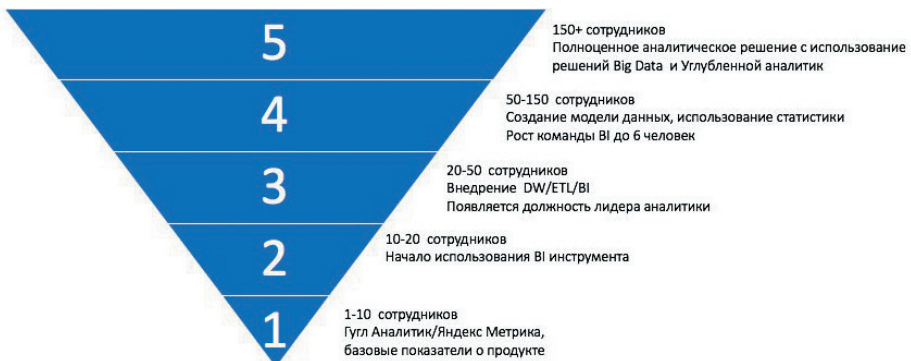 5
150+ сотрудников
Полноценное аналитическое решение с использование
решений Big Data и Углубленной аналитик
4
50-150 сотрудников
Создание модели данных, использование статистики
Рост команды BI до 6 человек
3
20-50 сотрудников
Внедрение DW/ETL/BI
Появляется должность лидера аналитики
2
10-20 сотрудников
Начало использования BI инструмента
1
1-10 сотрудников
Гугл Аналитик/Яндекс Метрика,
базовые показатели о продукте